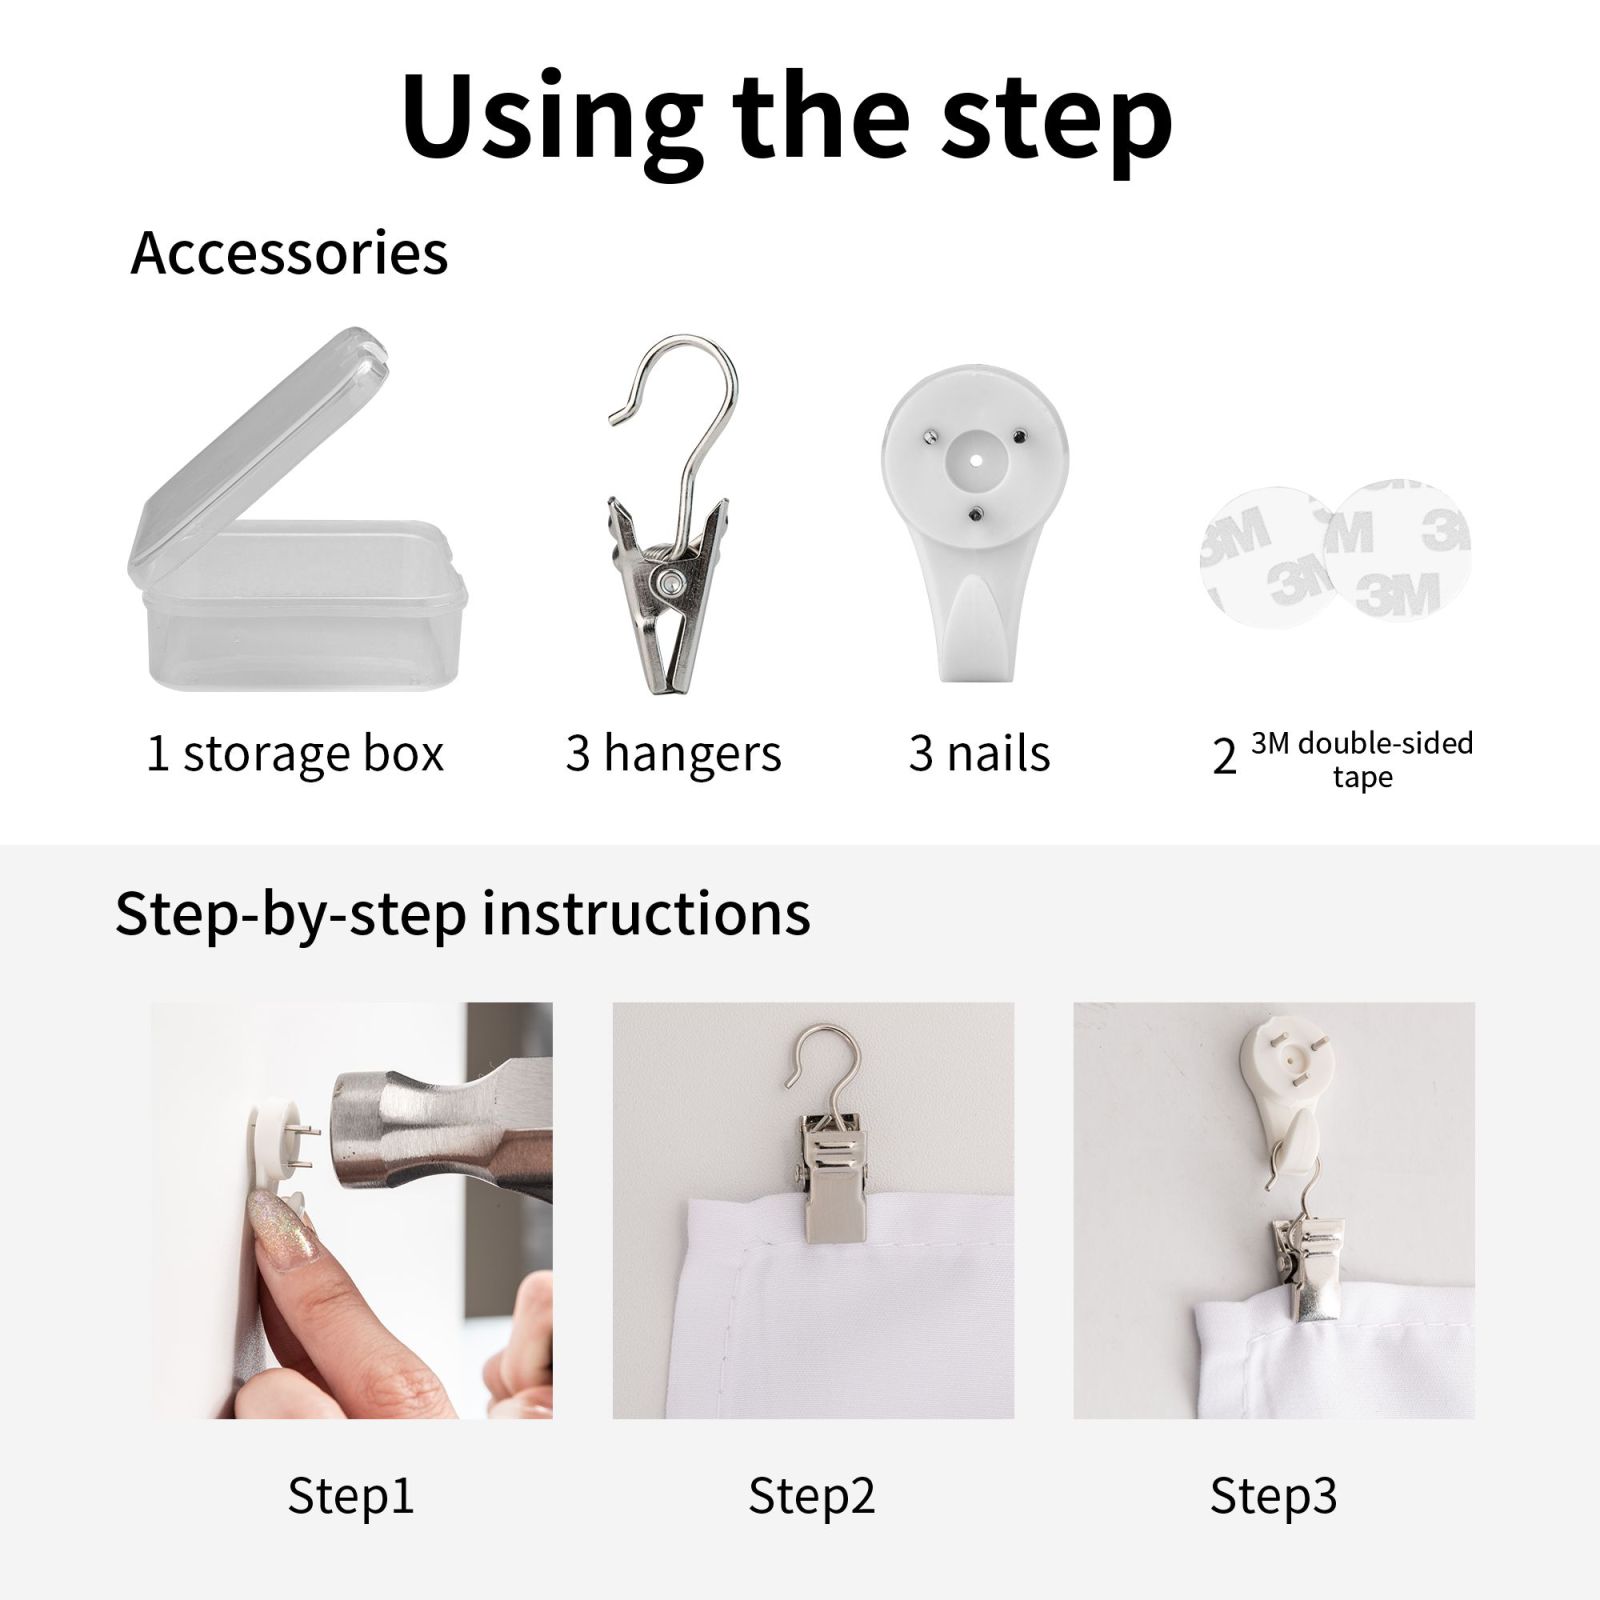 Using the step
Accessories
3M
3M
3M
3M
3M
1 storage box
3 hangers
3 nails
2 3M double-sided
tape
Step-by-step instructions
Step1
Step2
Step3